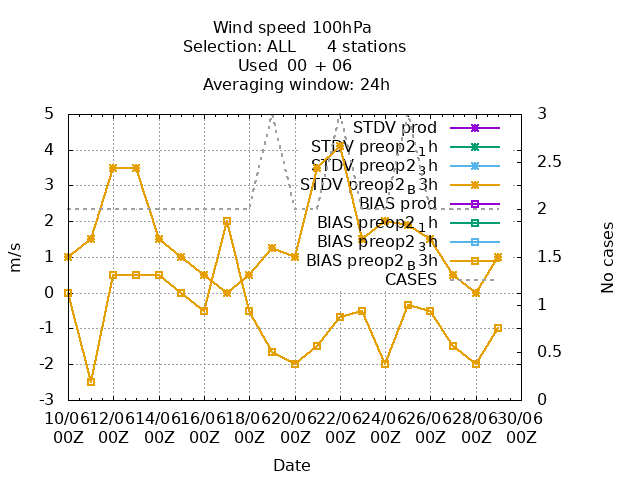 Wind speed 100hPa
Selection: ALL 4 stations
Used 00 + 06
Averaging window: 24h
STDV prod
STDV preop2_1h
STDV preop2_3h
STDV preop2_B3h
BIAS prod
BIAS preop2_1h
BIAS preop2_3h
BIAS preop2_B3h
CASES
5
4
3
2
1
0
-1
-2
-3
m/s
3
2.5
2
1.5
1
0.5
0
No cases
10/06 12/06 14/06 16/06 18/06 20/06 22/06 24/06 26/06 28/06 30/06
00Z 00Z 00Z 00Z 00Z 00Z 00Z 00Z 00Z 00Z 00Z
Date